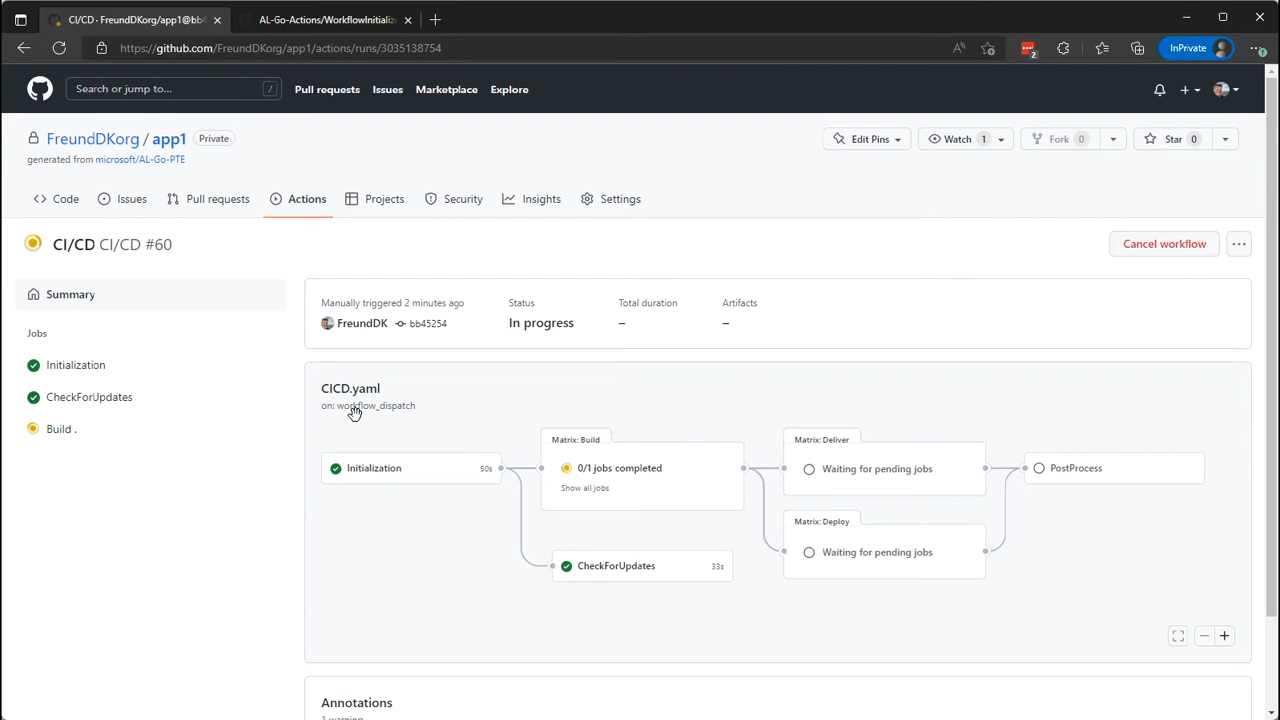 CI/CD · FreundDKorg/app1@bb4
AL-Go-Actions/WorkflowInitializ
https://github.com/FreundDKorg/app1/actions/runs/3035138754
2
InPrivate
Search or jump to...
/
Pull requests
Issues
Marketplace
Explore
FreundDKorg / app1
Private
Edit Pins
Watch 1
Fork 0
Star 0
generated from microsoft/AL-Go-PTE
Code
Issues
Pull requests
Actions
Projects
Security
Insights
Settings
CI/CD CI/CD #60
Cancel workflow
Summary
Jobs
Initialization
CheckForUpdates
Build .
Manually triggered 2 minutes ago
FreundDK bb45254
Status
In progress
Total duration
–
Artifacts
–
CICD.yaml
on: workflow_dispatch
Initialization 50s
Matrix: Build
0/1 jobs completed
Show all jobs
CheckForUpdates 33s
Matrix: Deliver
Waiting for pending jobs
Matrix: Deploy
Waiting for pending jobs
PostProcess
Annotations
1 warning